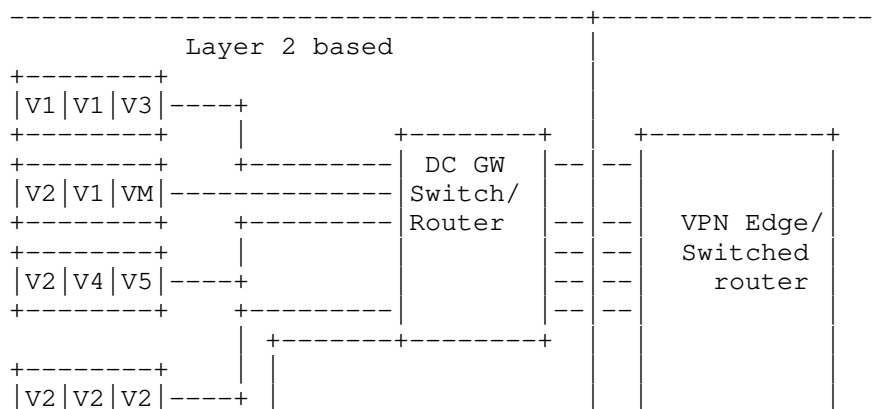 Layer 2 based
|V1|V1|V3|
DC GW
|V2|V1|VM| Switch/
Router VPN Edge/
Switched
|V2|V4|V5| router
|V2|V2|V2|